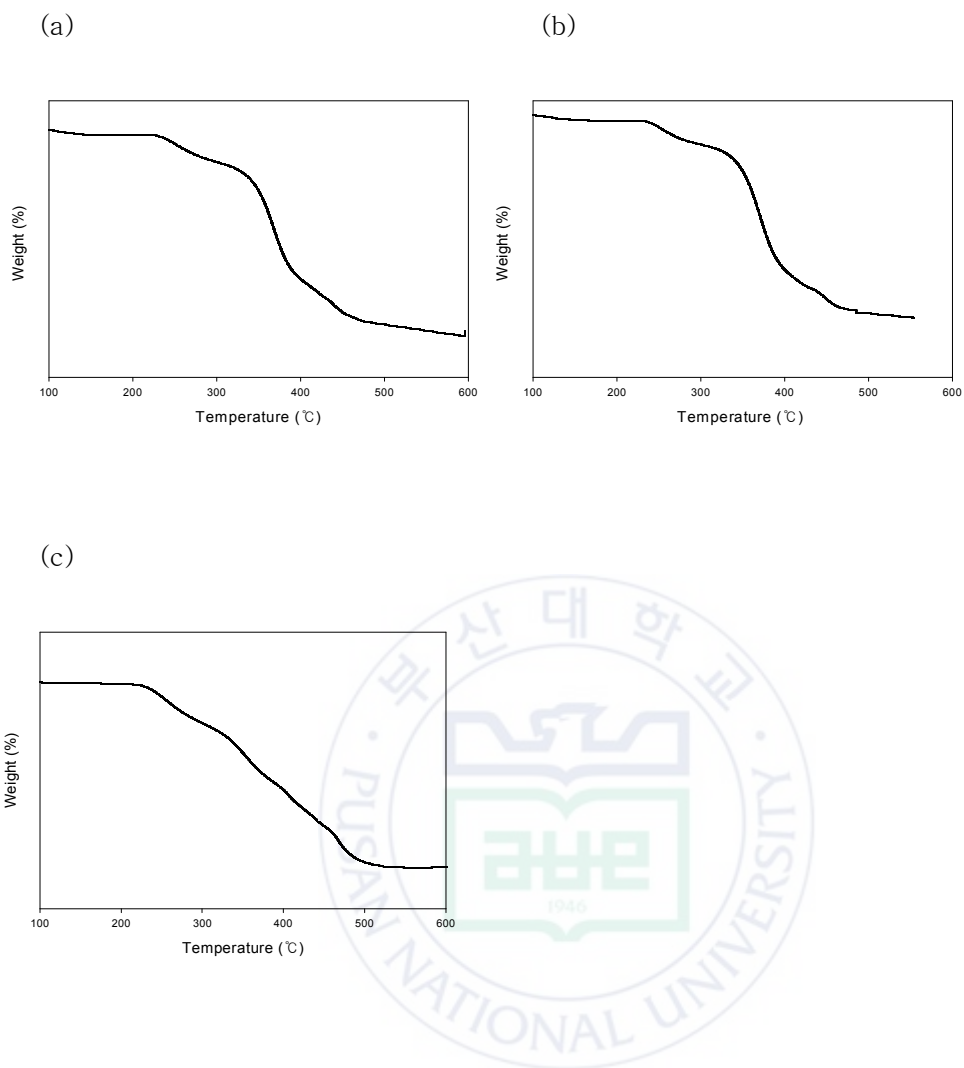 (a)
(b)
Weight (%)
100 200 300 400 500 600
Temperature (℃)
Weight (%)
100 200 300 400 500 600
Temperature (℃)
(c)
Weight (%)
100 200 300 400 500 600
Temperature (℃)
부산대학교
PUSAN NATIONAL UNIVERSITY
1946